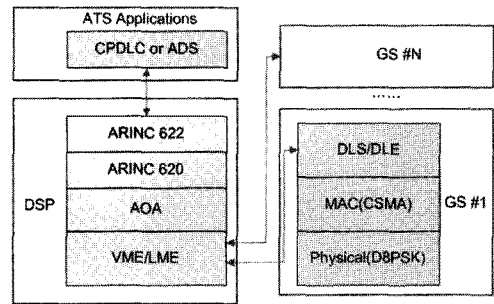 ATS Applications
CPDLC or ADS
DSP
ARINC 622
ARINC 620
AOA
VME/LME
GS #N
......
DLS/DLE
MAC(CSMA)
Physical(D8PSK)
GS #1